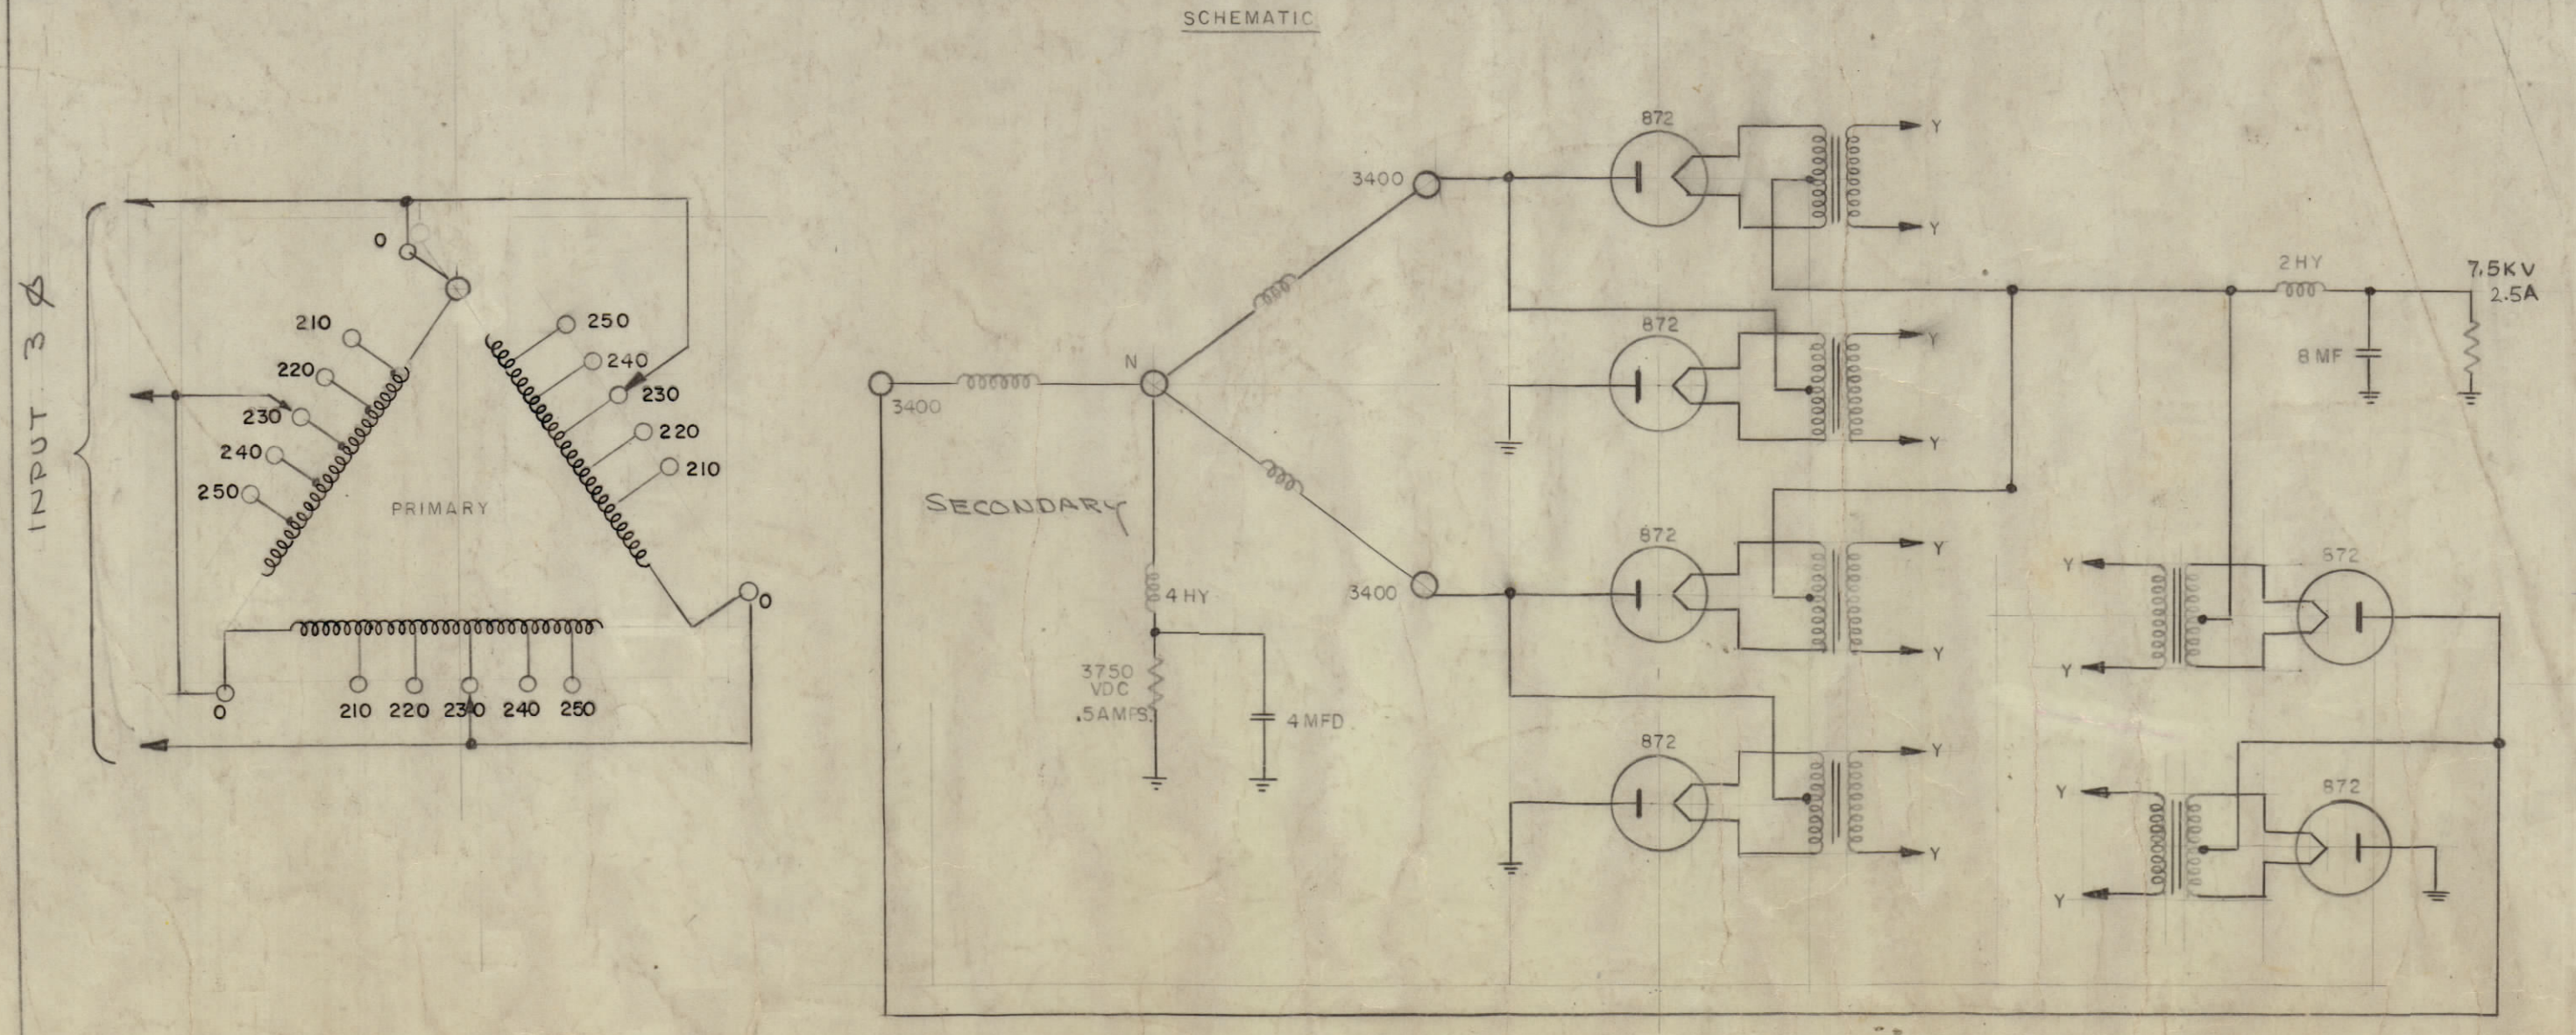 SCHEMATIC
INPUT 3 Ø
0
210
220
230
240
250
250
240
230
220
210
PRIMARY
0
0
210 220 230 240 250
3400
N
SECONDARY
4 HY
3750
VDC
.5 AMPS.
4 MFD
3400
3400
872
Y
Y
872
Y
Y
872
Y
Y
872
Y
Y
2 HY
7.5 KV
2.5A
8 MF
872
Y
Y
872
Y
Y